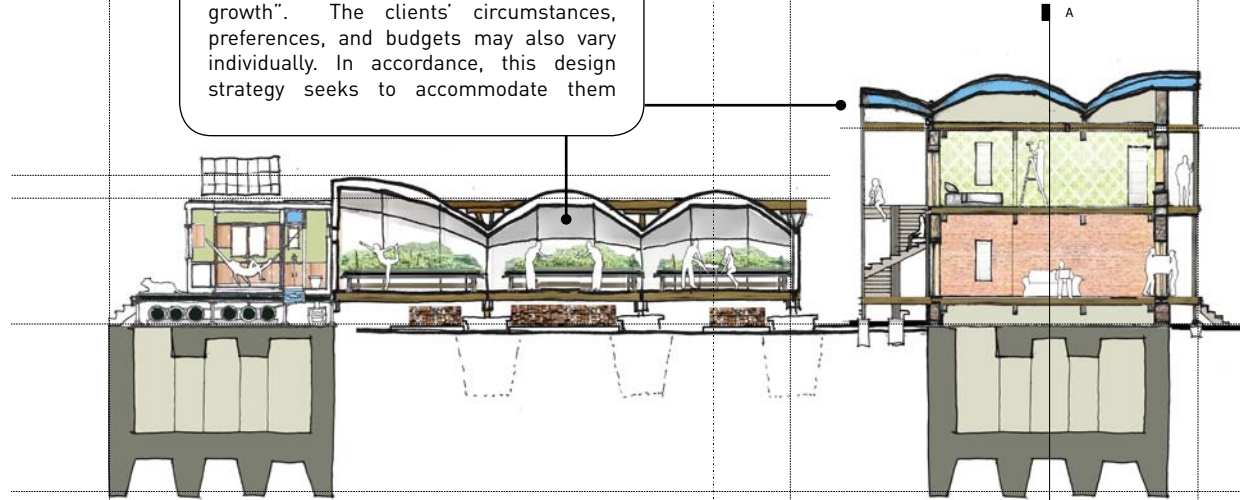 growth”. The clients’ circumstances,
preferences, and budgets may also vary
individually. In accordance, this design
strategy seeks to accommodate them
A